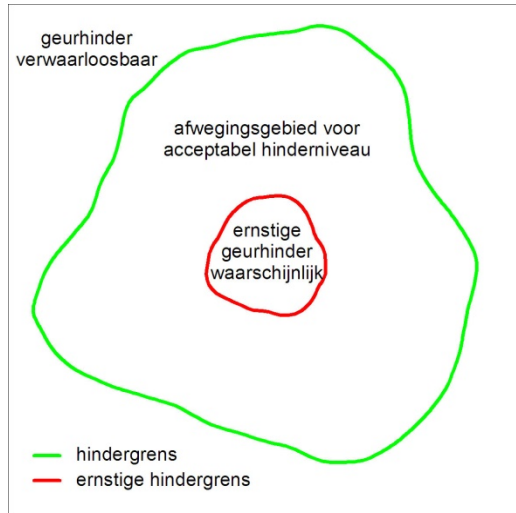 geurhinder
verwaarloosbaar
afwegingsgebied voor
acceptabel hinderniveau
ernstige
geurhinder
waarschijnlijk
hindergrens
ernstige hindergrens